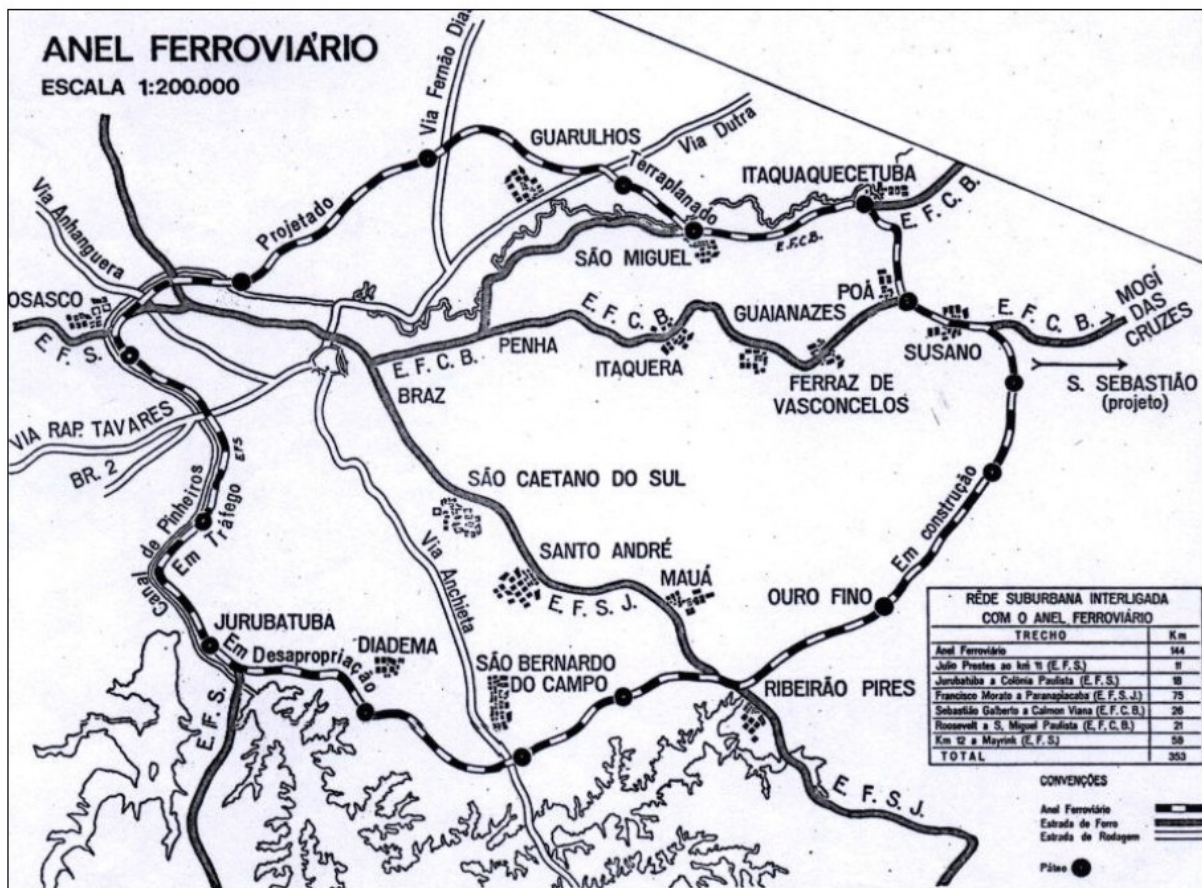 ANEL FERROVIÁRIO
ESCALA 1:200.000
Via Fernão Dias
GUARULHOS
Via Dutra
Terraplanado
ITAQUAQUECETUBA
E. F. C. B.
Projetado
Via Anhanguera
E.F.C.B.
SÃO MIGUEL
OSASCO
E. F. S.
POÁ
E. F. C. B.
GUAIANAZES
E. F. C. B. →
MOGÍ
DAS
CRUZES
PENHA
SUSANO
E. F. C. B.
ITAQUERA
BRAZ
FERRAZ DE
VASCONCELOS
S. SEBASTIÃO
(projeto)
VIA RAP. TAVARES
BR. 2
EFS
SÃO CAETANO DO SUL
Canal de Pinheiros
Em Tráfego
Em construção
SANTO ANDRÉ
MAUÁ
E. F. S. J.
Via Anchieta
OURO FINO
JURUBATUBA
Em Desapropriação
DIADEMA
SÃO BERNARDO
DO CAMPO
RIBEIRÃO PIRES
E. F. S.
E. F. S. J.
RÊDE SUBURBANA INTERLIGADA
COM O ANEL FERROVIÁRIO
TRECHO Km
Anel Ferroviário 144
Julio Prestes ao km 11 (E. F. S.) 11
Jurubatiba a Colônia Paulista (E. F. S.) 18
Francisco Morato a Paranapiacaba (E. F. S. J.) 75
Sebastião Galberto a Calmon Viana (E. F. C. B.) 26
Roosevelt a S. Miguel Paulista (E. F. C. B.) 21
Km 12 a Mayrink (E. F. S.) 58
TOTAL 353
CONVENÇÕES
Anel Ferroviário
Estrada de Ferro
Estrada de Rodagem
Páteo